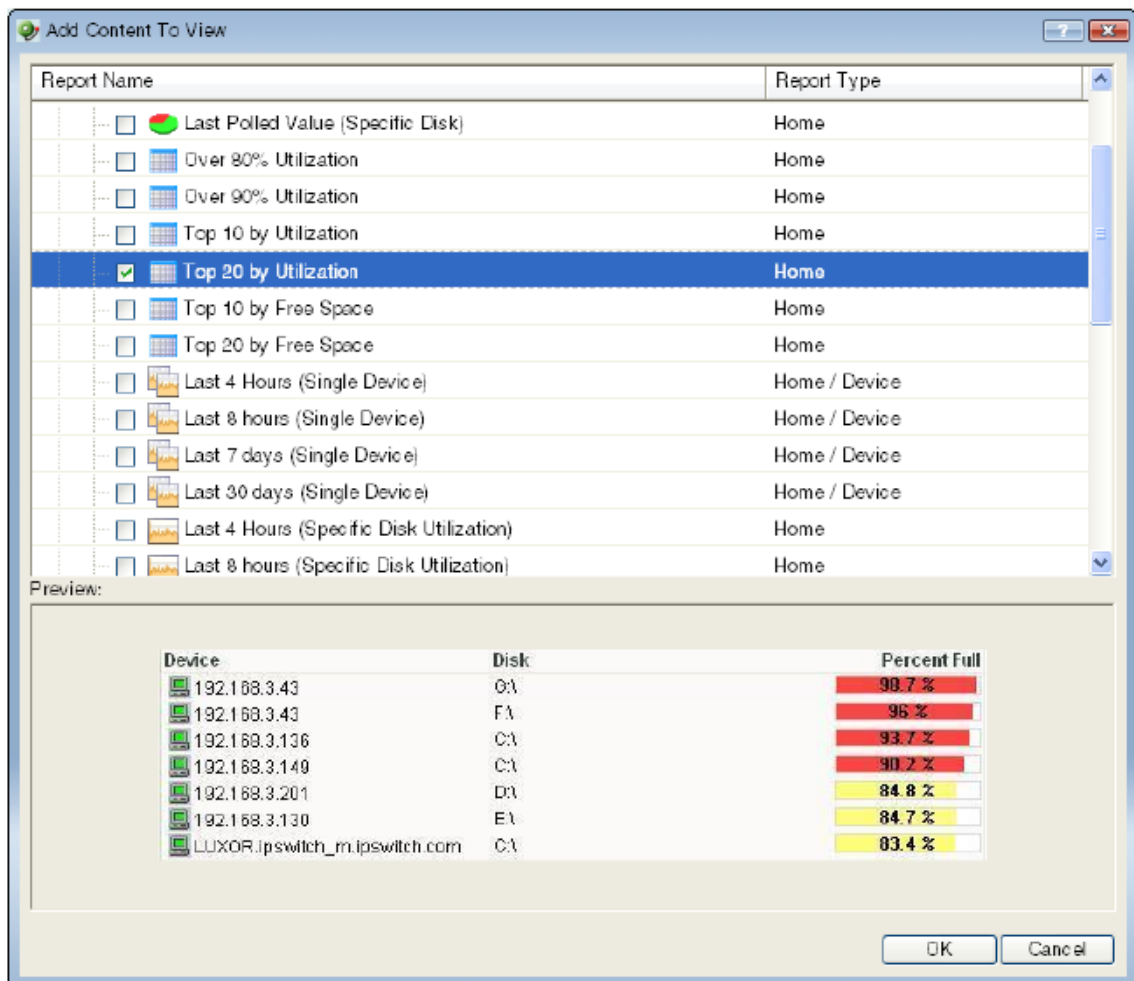 Add Content To View
Report Name Report Type
Last Polled Value (Specific Disk) Home
Over 80% Utilization Home
Over 90% Utilization Home
Top 10 by Utilization Home
Top 20 by Utilization Home
Top 10 by Free Space Home
Top 20 by Free Space Home
Last 4 Hours (Single Device) Home / Device
Last 8 hours (Single Device) Home / Device
Last 7 days (Single Device) Home / Device
Last 30 days (Single Device) Home / Device
Last 4 Hours (Specific Disk Utilization) Home
Last 8 hours (Specific Disk Utilization) Home
Preview:
Device Disk Percent Full
192.168.3.43 98.7 %
192.168.3.43 F:\ 96 %
192.168.3.136 C:\ 93.7 %
192.168.3.149 C:\ 90.2 %
192.168.3.201 D:\ 84.8 %
192.168.3.130 E:\ 84.7 %
LUXOR.ipswitch_m.ipswitch.com C:\ 83.4 %
OK Cancel